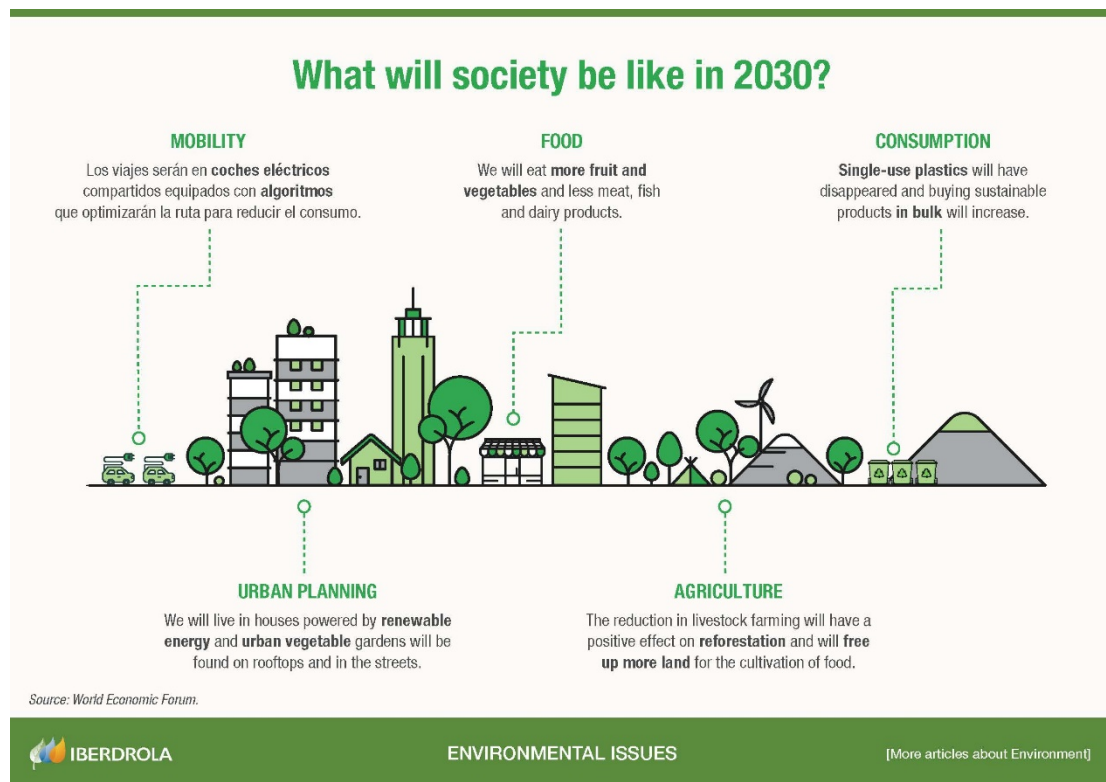 What will society be like in 2030?
MOBILITY
Los viajes serán en coches eléctricos
compartidos equipados con algoritmos
que optimizarán la ruta para reducir el consumo.
FOOD
We will eat more fruit and
vegetables and less meat, fish
and dairy products.
CONSUMPTION
Single-use plastics will have
disappeared and buying sustainable
products in bulk will increase.
URBAN PLANNING
We will live in houses powered by renewable
energy and urban vegetable gardens will be
found on rooftops and in the streets.
AGRICULTURE
The reduction in livestock farming will have a
positive effect on reforestation and will free
up more land for the cultivation of food.
Source: World Economic Forum.
IBERDROLA
ENVIRONMENTAL ISSUES
[More articles about Environment]